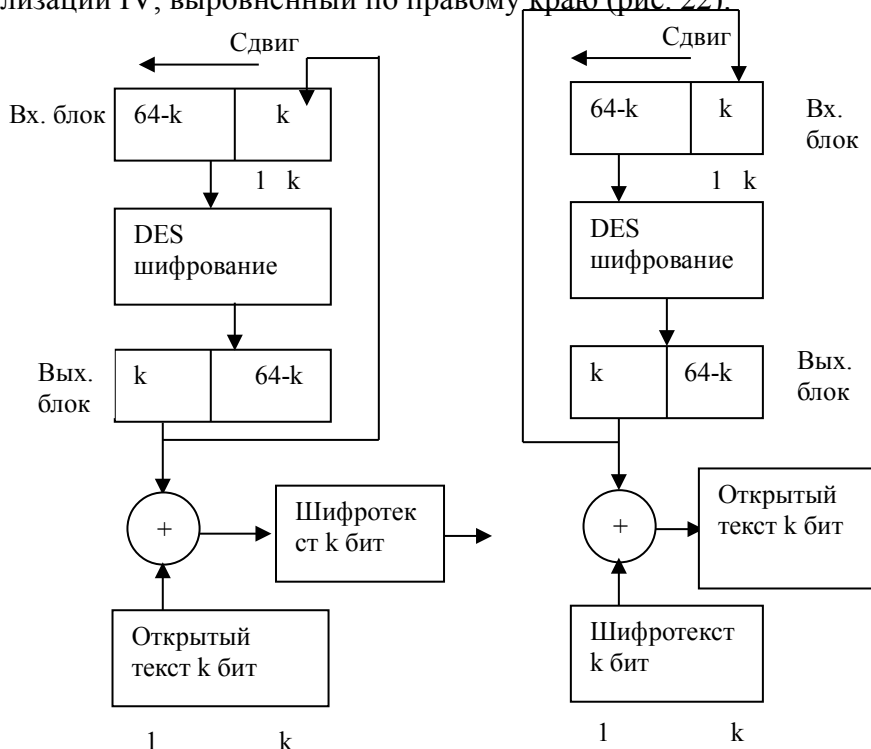 лизации IV, выровненный по правому краю (рис. 22).
Сдвиг
Вх. блок
64-k
k
1 k
DES
шифрование
Вых.
блок
k
64-k
+
Шифротек
ст k бит
Открытый
текст k бит
1
k
Сдвиг
64-k
k
Вх.
блок
1 k
DES
шифрование
k
64-k
Вых.
блок
+
Открытый
текст k бит
Шифротекст
k бит
1
k